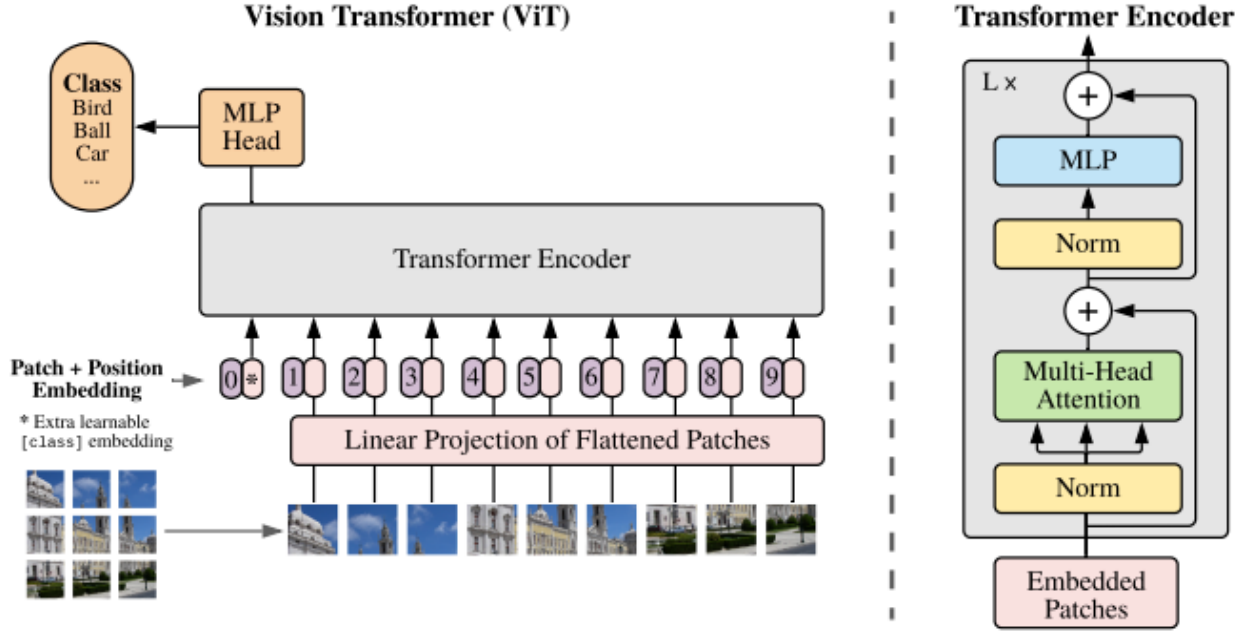 Vision Transformer (ViT)
Class
Bird
Ball
Car
...
MLP
Head
Transformer Encoder
Patch + Position
Embedding
0 * 1 2 3 4 5 6 7 8 9
* Extra learnable
[class] embedding
Linear Projection of Flattened Patches
Transformer Encoder
L ×
+
MLP
Norm
+
Multi-Head
Attention
Norm
Embedded
Patches